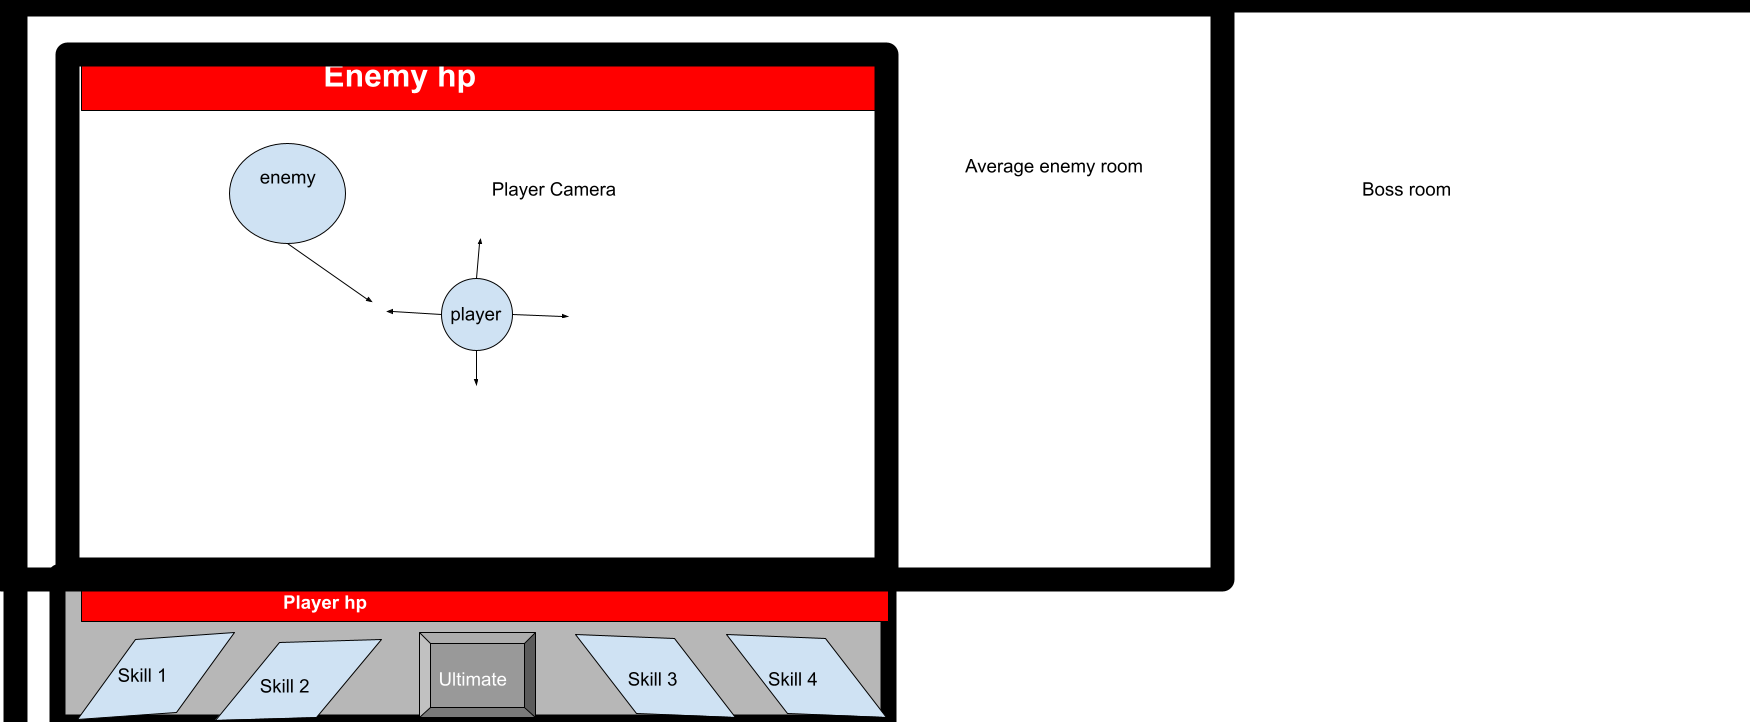 Enemy hp
enemy
Player Camera
Average enemy room
Boss room
player
Player hp
Skill 1
Skill 2
Ultimate
Skill 3
Skill 4